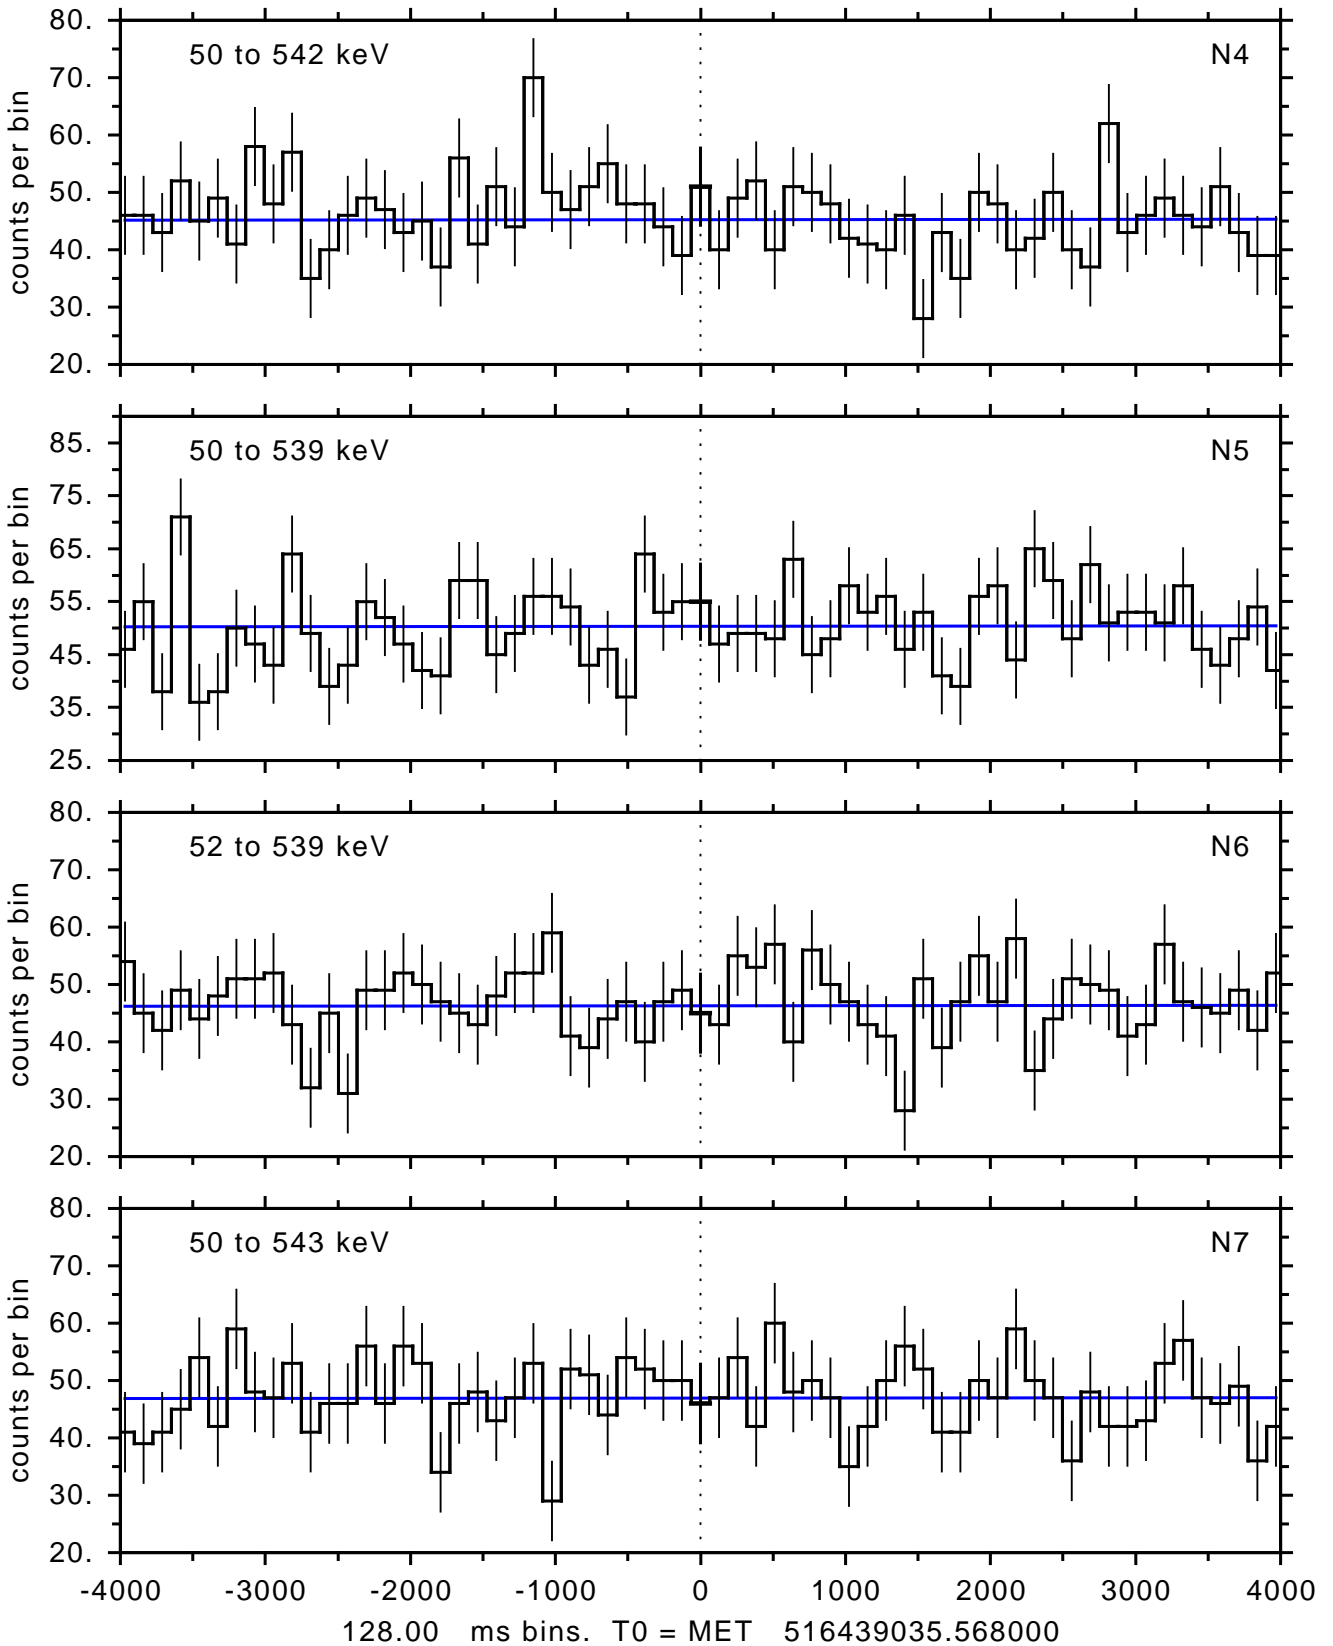 80.
50 to 542 keV N4
70.
60.
50.
40.
30.
20.
counts per bin
85.
50 to 539 keV N5
75.
65.
55.
45.
35.
25.
counts per bin
80.
52 to 539 keV N6
70.
60.
50.
40.
30.
20.
counts per bin
80.
50 to 543 keV N7
70.
60.
50.
40.
30.
20.
counts per bin
-4000 -3000 -2000 -1000 0 1000 2000 3000 4000
128.00 ms bins. T0 = MET 516439035.568000